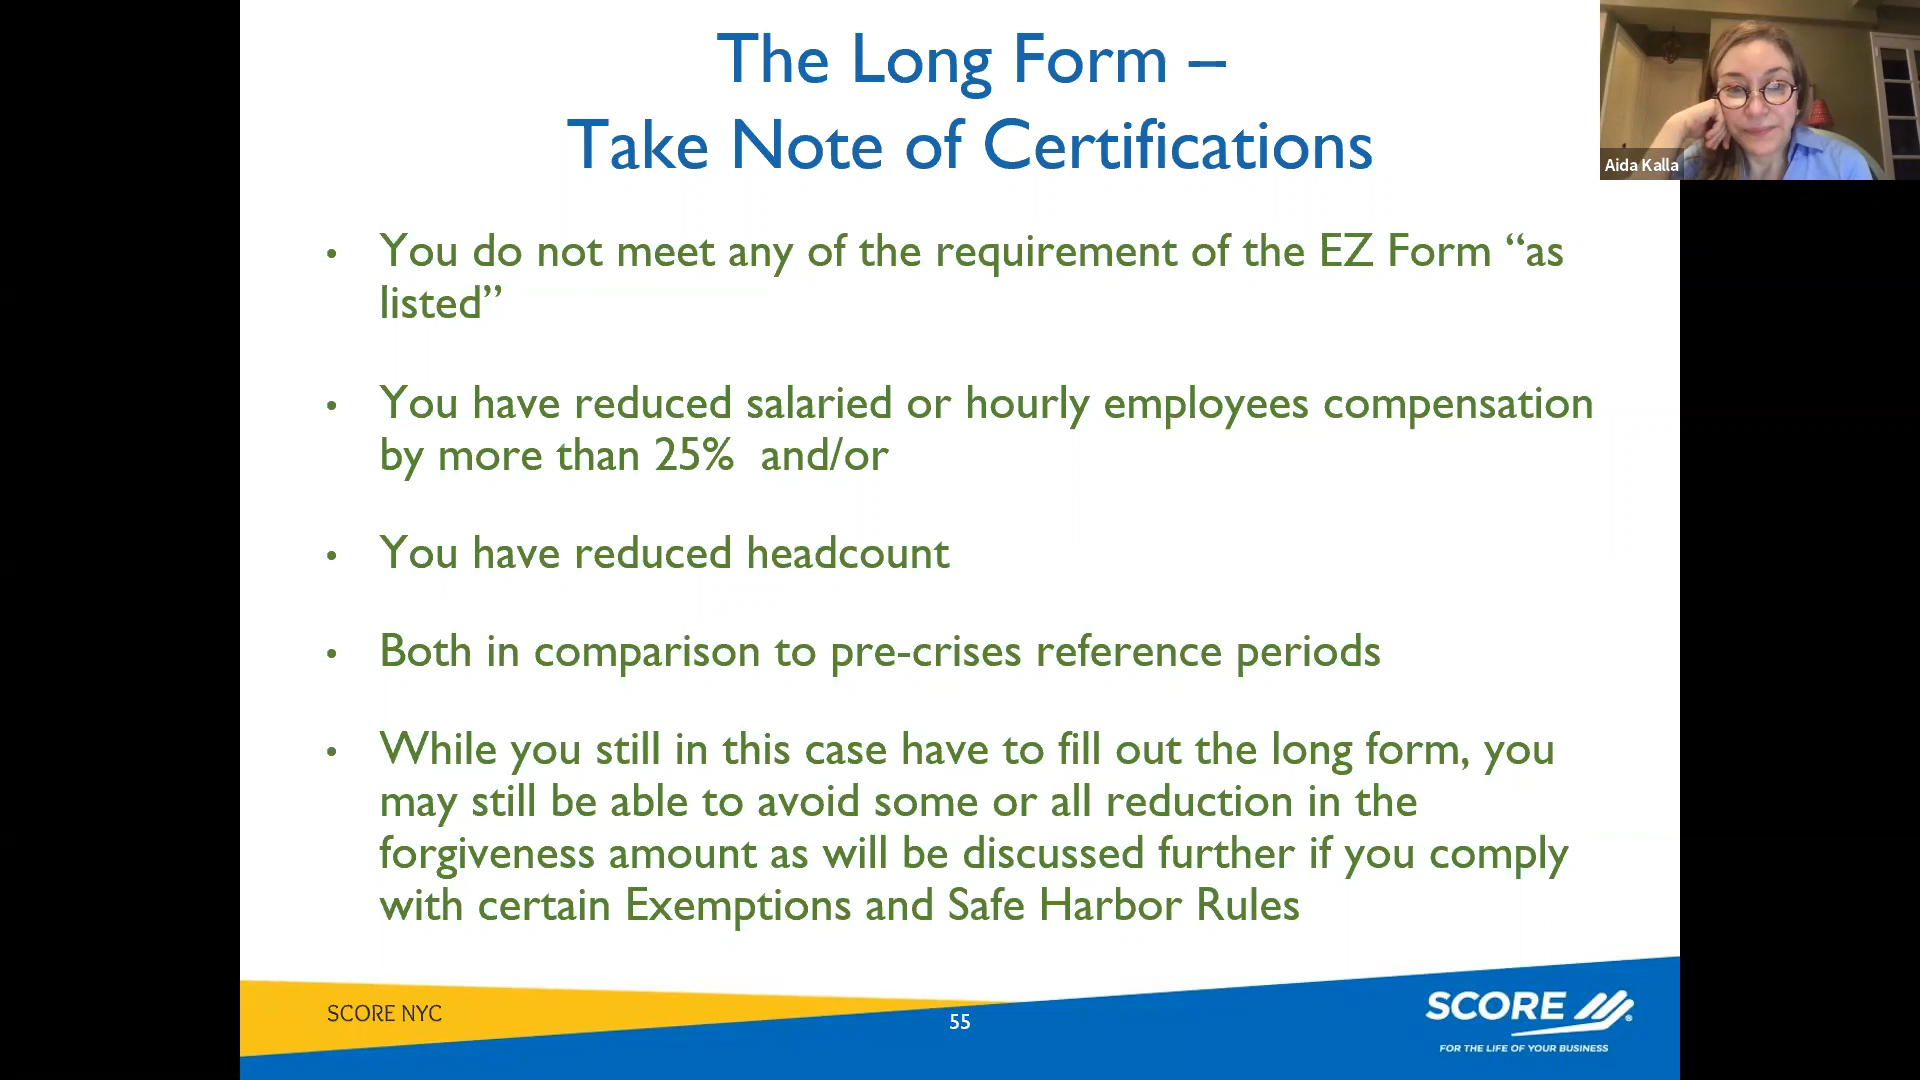 The Long Form –
Take Note of Certifications
Aida Kalla
• You do not meet any of the requirement of the EZ Form “as
listed”
• You have reduced salaried or hourly employees compensation
by more than 25%  and/or
• You have reduced headcount
• Both in comparison to pre-crises reference periods
• While you still in this case have to fill out the long form, you
may still be able to avoid some or all reduction in the
forgiveness amount as will be discussed further if you comply
with certain Exemptions and Safe Harbor Rules
SCORE NYC
55
SCORE
FOR THE LIFE OF YOUR BUSINESS